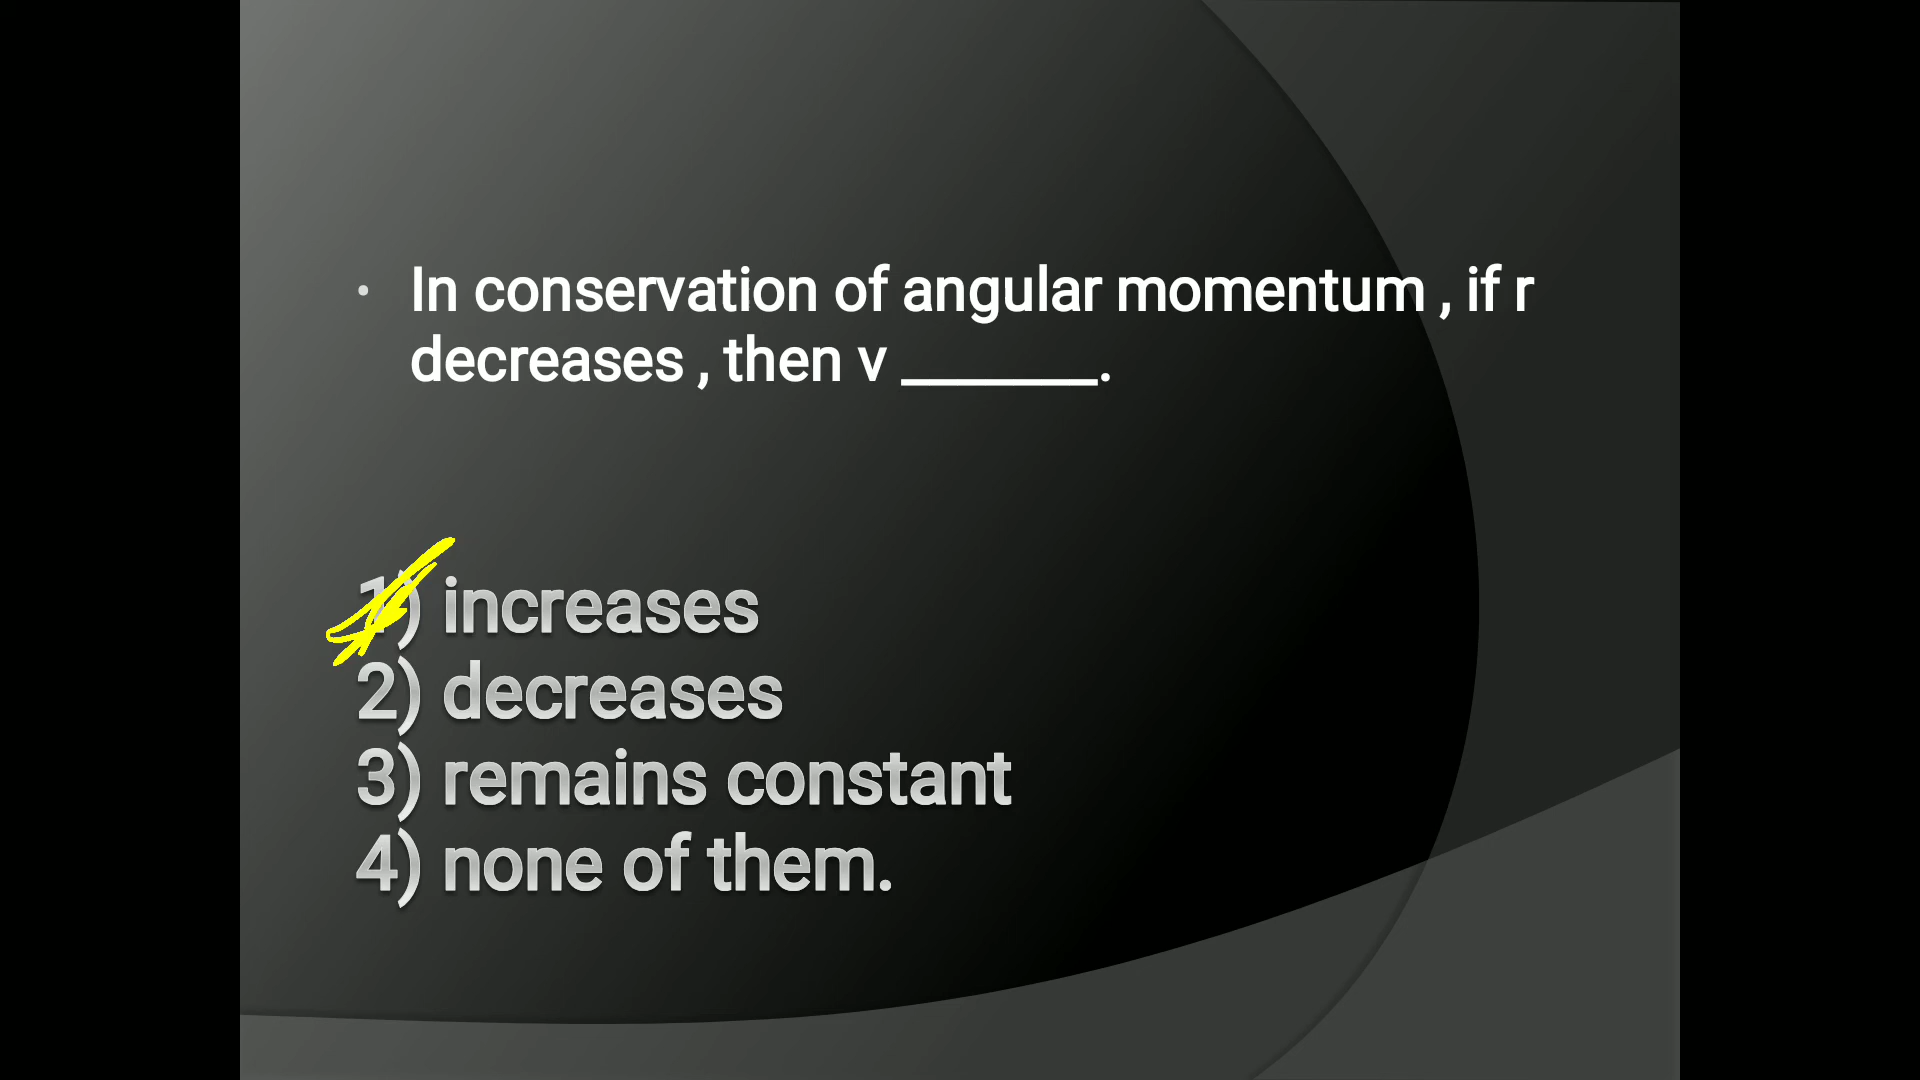 • In conservation of angular momentum , if r
decreases , then v _______.
1) increases
2) decreases
3) remains constant
4) none of them.